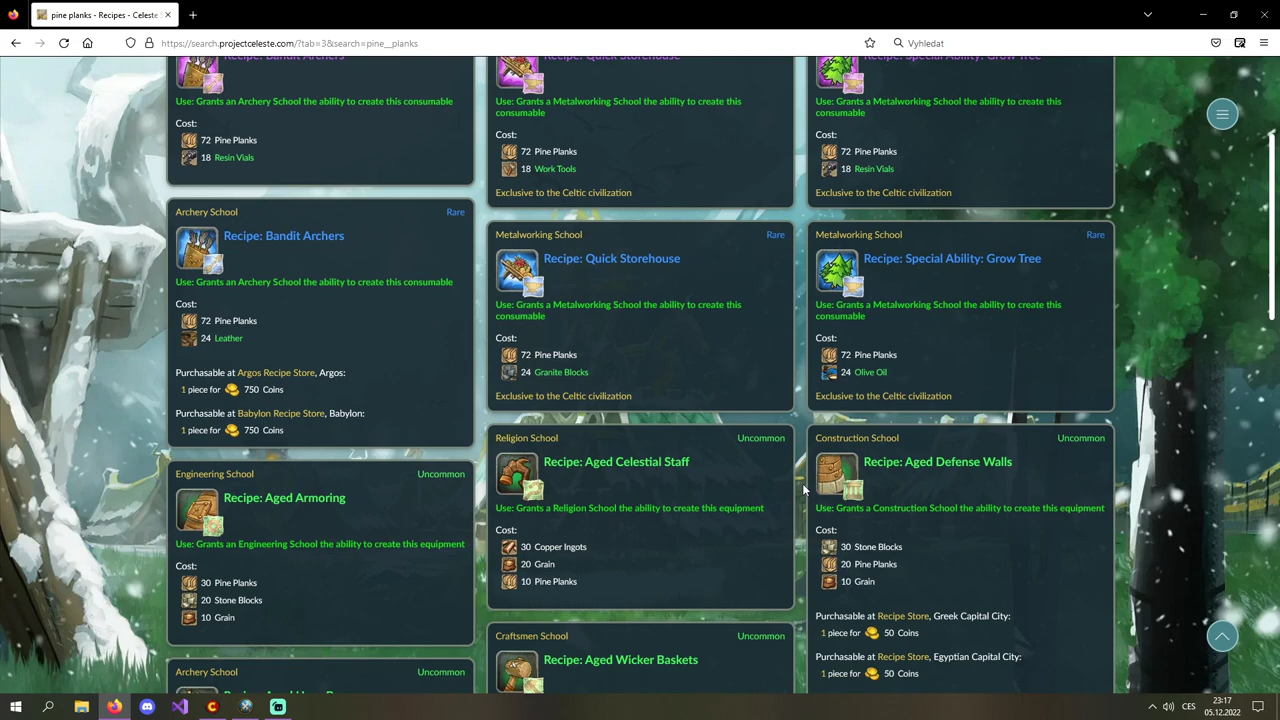 pine planks - Recipes - Celeste
https://search.projectceleste.com/?tab=3&search=pine__planks
Vyhledat
Recipe: Bandit Archers
Use: Grants an Archery School the ability to create this consumable
Cost:
72 Pine Planks
18 Resin Vials
Recipe: Quick Storehouse
Use: Grants a Metalworking School the ability to create this
consumable
Cost:
72 Pine Planks
18 Work Tools
Exclusive to the Celtic civilization
Recipe: Special Ability: Grow Tree
Use: Grants a Metalworking School the ability to create this
consumable
Cost:
72 Pine Planks
18 Resin Vials
Exclusive to the Celtic civilization
Archery School
Rare
Recipe: Bandit Archers
Use: Grants an Archery School the ability to create this consumable
Cost:
72 Pine Planks
24 Leather
Purchasable at Argos Recipe Store, Argos:
1 piece for 750 Coins
Purchasable at Babylon Recipe Store, Babylon:
1 piece for 750 Coins
Metalworking School
Rare
Recipe: Quick Storehouse
Use: Grants a Metalworking School the ability to create this
consumable
Cost:
72 Pine Planks
24 Granite Blocks
Exclusive to the Celtic civilization
Metalworking School
Rare
Recipe: Special Ability: Grow Tree
Use: Grants a Metalworking School the ability to create this
consumable
Cost:
72 Pine Planks
24 Olive Oil
Exclusive to the Celtic civilization
Engineering School
Uncommon
Recipe: Aged Armoring
Use: Grants an Engineering School the ability to create this equipment
Cost:
30 Pine Planks
20 Stone Blocks
10 Grain
Religion School
Uncommon
Recipe: Aged Celestial Staff
Use: Grants a Religion School the ability to create this equipment
Cost:
30 Copper Ingots
20 Grain
10 Pine Planks
Construction School
Uncommon
Recipe: Aged Defense Walls
Use: Grants a Construction School the ability to create this equipment
Cost:
30 Stone Blocks
20 Pine Planks
10 Grain
Purchasable at Recipe Store, Greek Capital City:
1 piece for 50 Coins
Purchasable at Recipe Store, Egyptian Capital City:
1 piece for 50 Coins
Craftsmen School
Uncommon
Recipe: Aged Wicker Baskets
Archery School
Uncommon
CES
23:17
05.12.2022